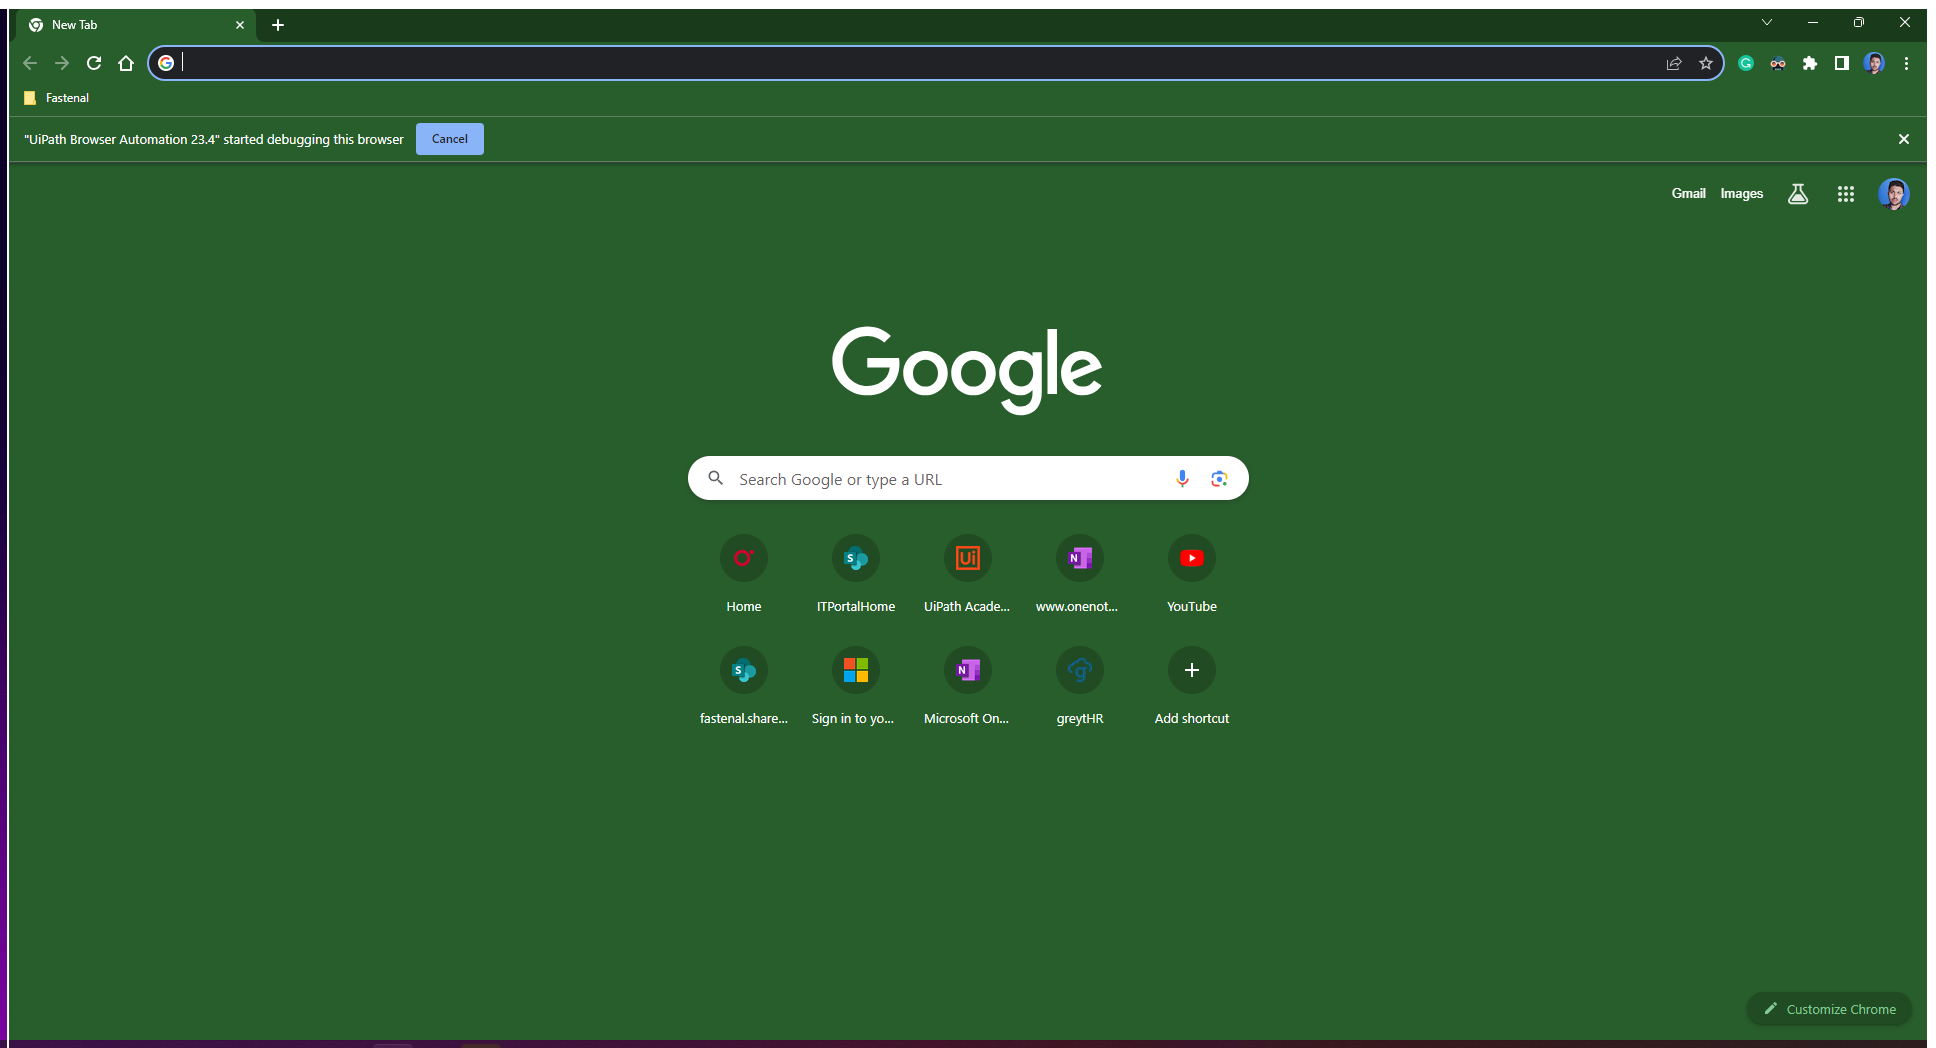 New Tab
Fastenal
"UiPath Browser Automation 23.4" started debugging this browser Cancel
Gmail Images
Google
Search Google or type a URL
Home ITPortalHome UiPath Acade... www.onenot... YouTube
fastenal.share... Sign in to yo... Microsoft On... greytHR Add shortcut
Customize Chrome